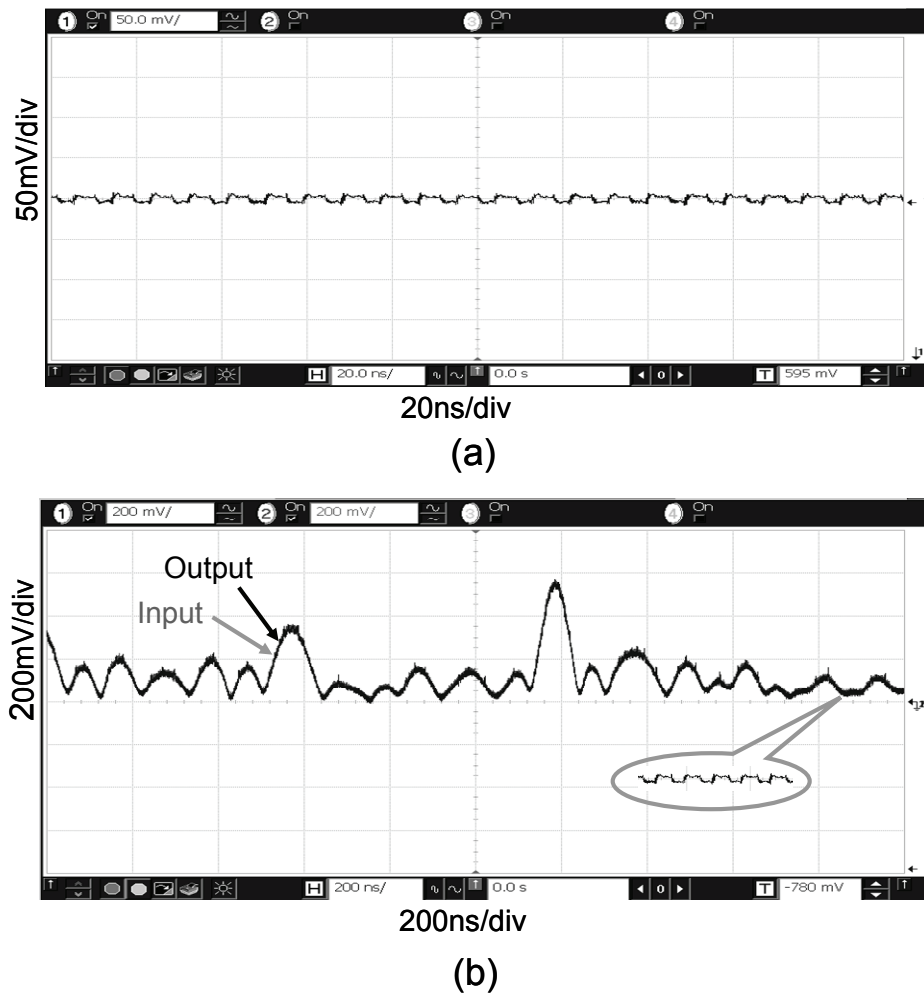 1 On 50.0 mV/ 2 On 3 On 4 On
50mV/div
H 20.0 ns/ 0.0 s 0 T 595 mV
20ns/div
(a)
1 On 200 mV/ 2 On 200 mV/ 3 On 4 On
Output
Input
200mV/div
H 200 ns/ 0.0 s 0 T -780 mV
200ns/div
(b)